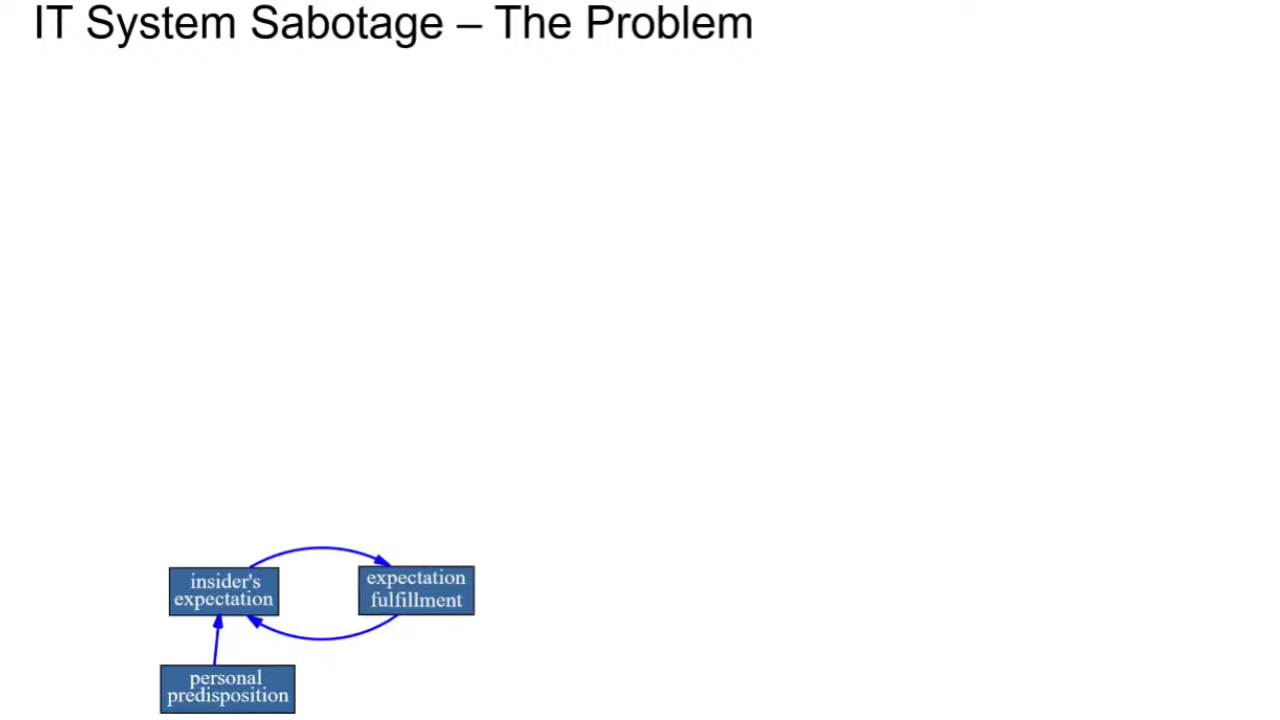 IT System Sabotage – The Problem
insider's
expectation
expectation
fulfillment
personal
predisposition